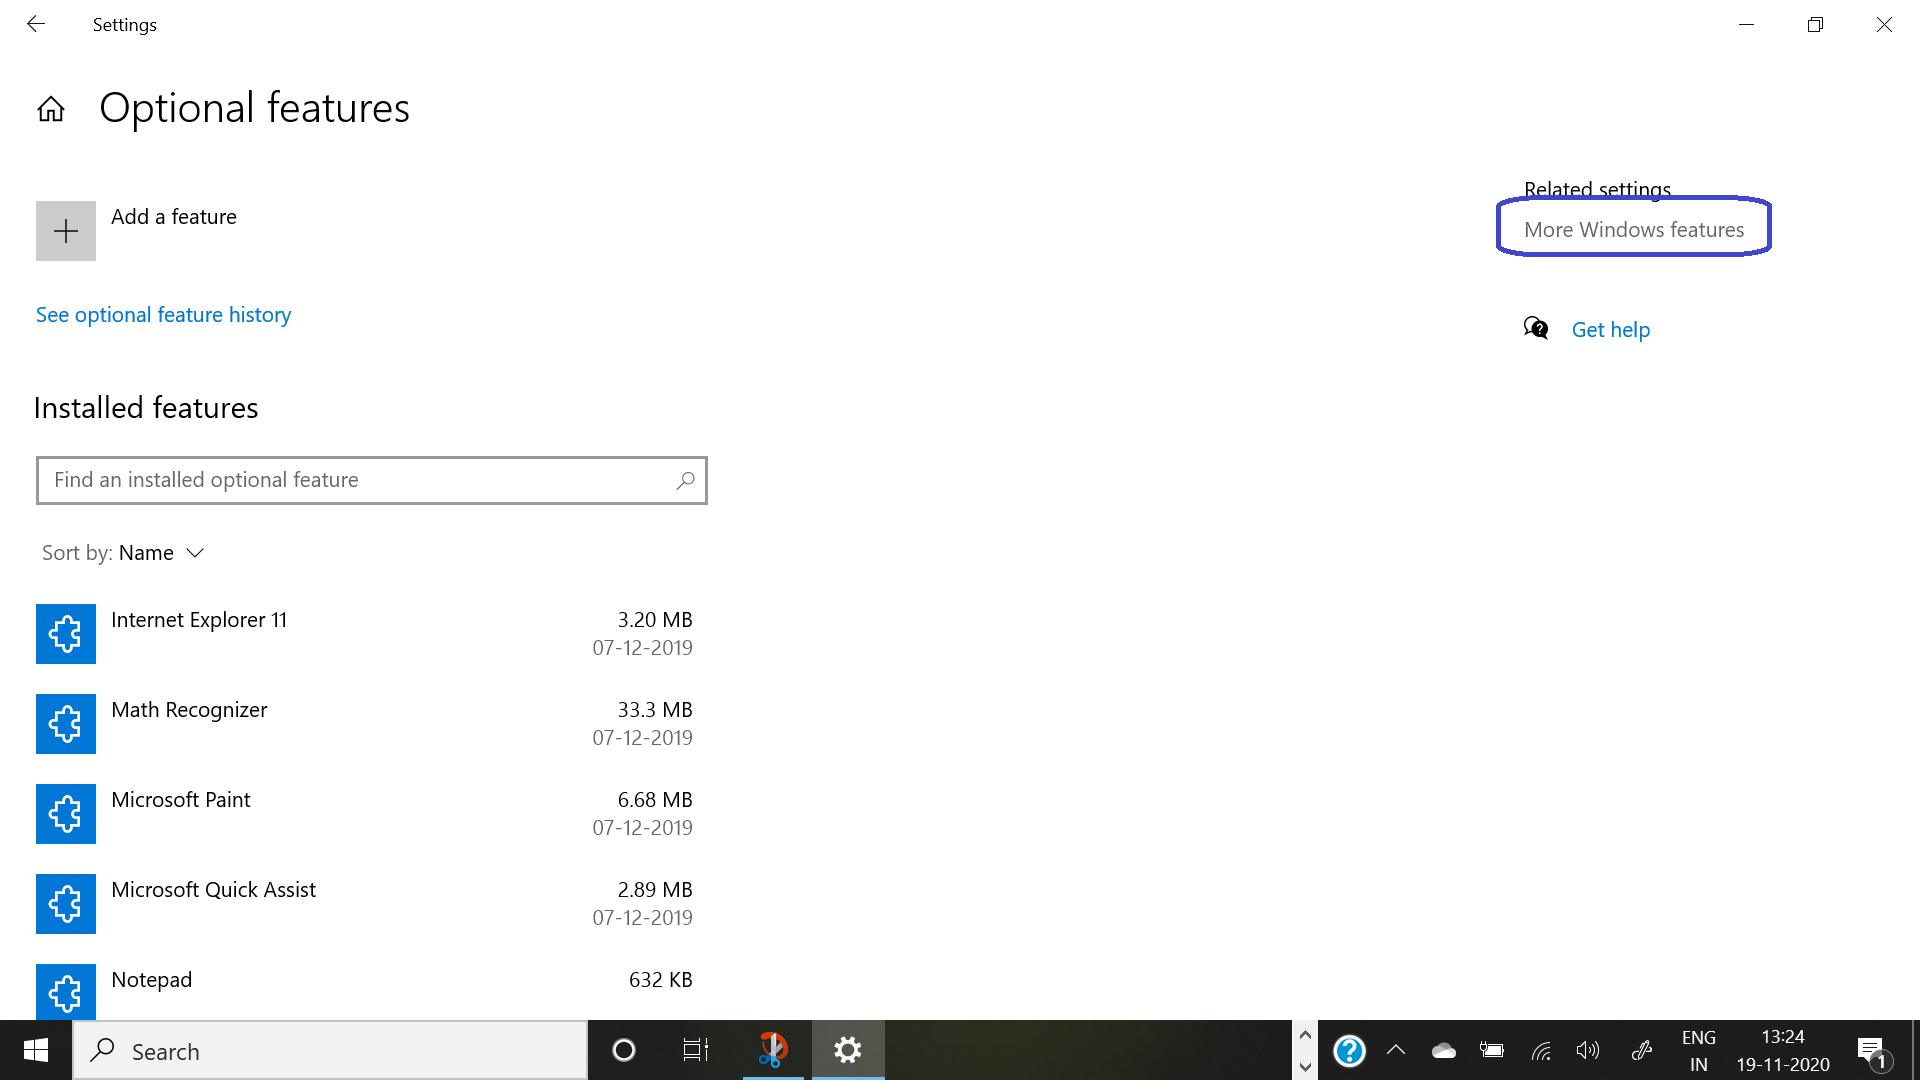 Settings
Optional features
Add a feature
See optional feature history
Installed features
Find an installed optional feature
Sort by: Name
Internet Explorer 11
3.20 MB
07-12-2019
Math Recognizer
33.3 MB
07-12-2019
Microsoft Paint
6.68 MB
07-12-2019
Microsoft Quick Assist
2.89 MB
07-12-2019
Notepad
632 KB
Related settings
More Windows features
Get help
Search
ENG
IN
13:24
19-11-2020
1